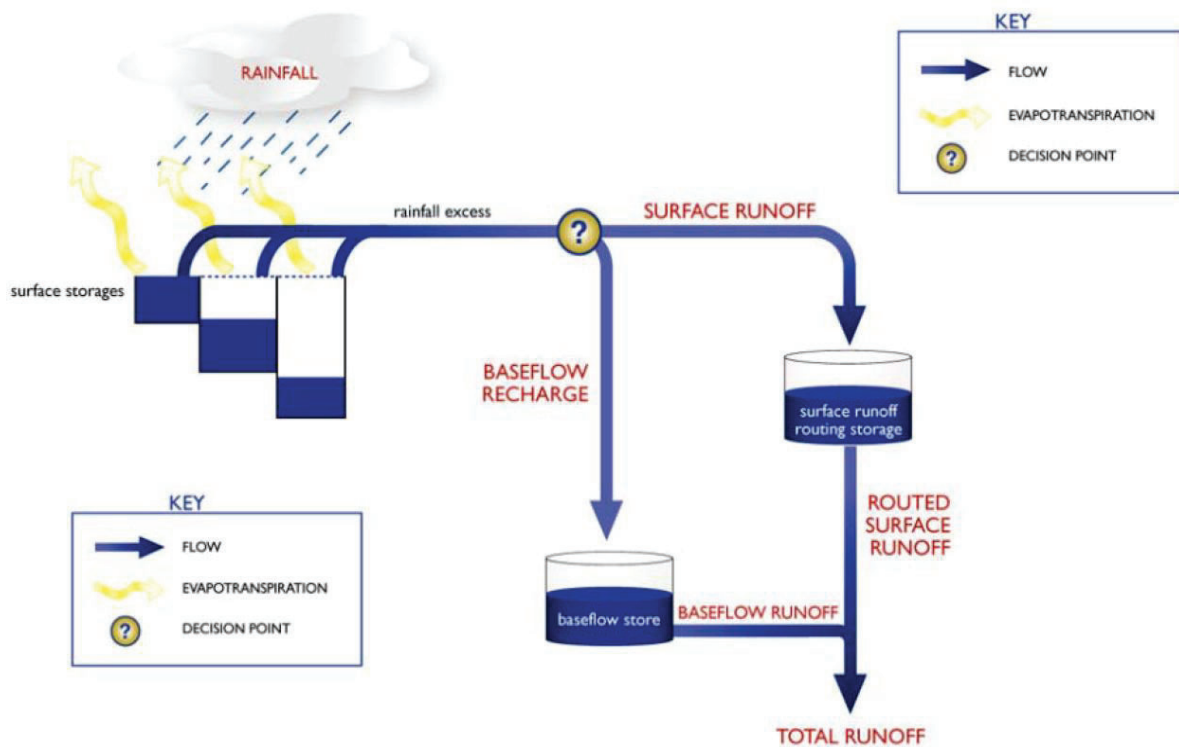 RAINFALL
KEY
FLOW
EVAPOTRANSPIRATION
?
DECISION POINT
rainfall excess
?
SURFACE RUNOFF
surface storages
BASEFLOW
RECHARGE
surface runoff
routing storage
KEY
FLOW
EVAPOTRANSPIRATION
?
DECISION POINT
ROUTED
SURFACE
RUNOFF
baseflow store
BASEFLOW RUNOFF
TOTAL RUNOFF